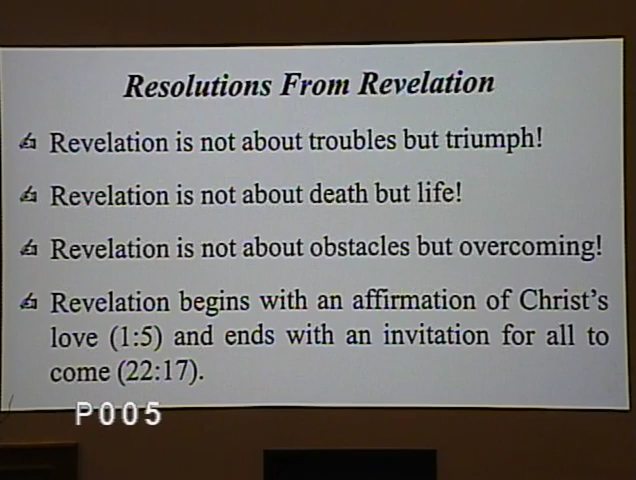 Resolutions From Revelation
Revelation is not about troubles but triumph!
Revelation is not about death but life!
Revelation is not about obstacles but overcoming!
Revelation begins with an affirmation of Christ's
love (1:5) and ends with an invitation for all to
come (22:17).
P005